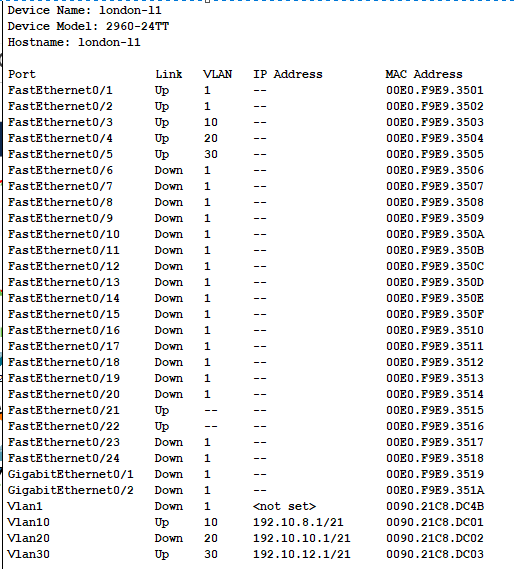 Device Name: london-l1
Device Model: 2960-24TT
Hostname: london-l1
Port Link VLAN IP Address MAC Address
FastEthernet0/1 Up 1 -- 00E0.F9E9.3501
FastEthernet0/2 Up 1 -- 00E0.F9E9.3502
FastEthernet0/3 Up 10 -- 00E0.F9E9.3503
FastEthernet0/4 Up 20 -- 00E0.F9E9.3504
FastEthernet0/5 Up 30 -- 00E0.F9E9.3505
FastEthernet0/6 Down 1 -- 00E0.F9E9.3506
FastEthernet0/7 Down 1 -- 00E0.F9E9.3507
FastEthernet0/8 Down 1 -- 00E0.F9E9.3508
FastEthernet0/9 Down 1 -- 00E0.F9E9.3509
FastEthernet0/10 Down 1 -- 00E0.F9E9.350A
FastEthernet0/11 Down 1 -- 00E0.F9E9.350B
FastEthernet0/12 Down 1 -- 00E0.F9E9.350C
FastEthernet0/13 Down 1 -- 00E0.F9E9.350D
FastEthernet0/14 Down 1 -- 00E0.F9E9.350E
FastEthernet0/15 Down 1 -- 00E0.F9E9.350F
FastEthernet0/16 Down 1 -- 00E0.F9E9.3510
FastEthernet0/17 Down 1 -- 00E0.F9E9.3511
FastEthernet0/18 Down 1 -- 00E0.F9E9.3512
FastEthernet0/19 Down 1 -- 00E0.F9E9.3513
FastEthernet0/20 Down 1 -- 00E0.F9E9.3514
FastEthernet0/21 Up -- -- 00E0.F9E9.3515
FastEthernet0/22 Up -- -- 00E0.F9E9.3516
FastEthernet0/23 Down 1 -- 00E0.F9E9.3517
FastEthernet0/24 Down 1 -- 00E0.F9E9.3518
GigabitEthernet0/1 Down 1 -- 00E0.F9E9.3519
GigabitEthernet0/2 Down 1 -- 00E0.F9E9.351A
Vlan1 Down 1 <not set> 0090.21C8.DC4B
Vlan10 Up 10 192.10.8.1/21 0090.21C8.DC01
Vlan20 Down 20 192.10.10.1/21 0090.21C8.DC02
Vlan30 Up 30 192.10.12.1/21 0090.21C8.DC03